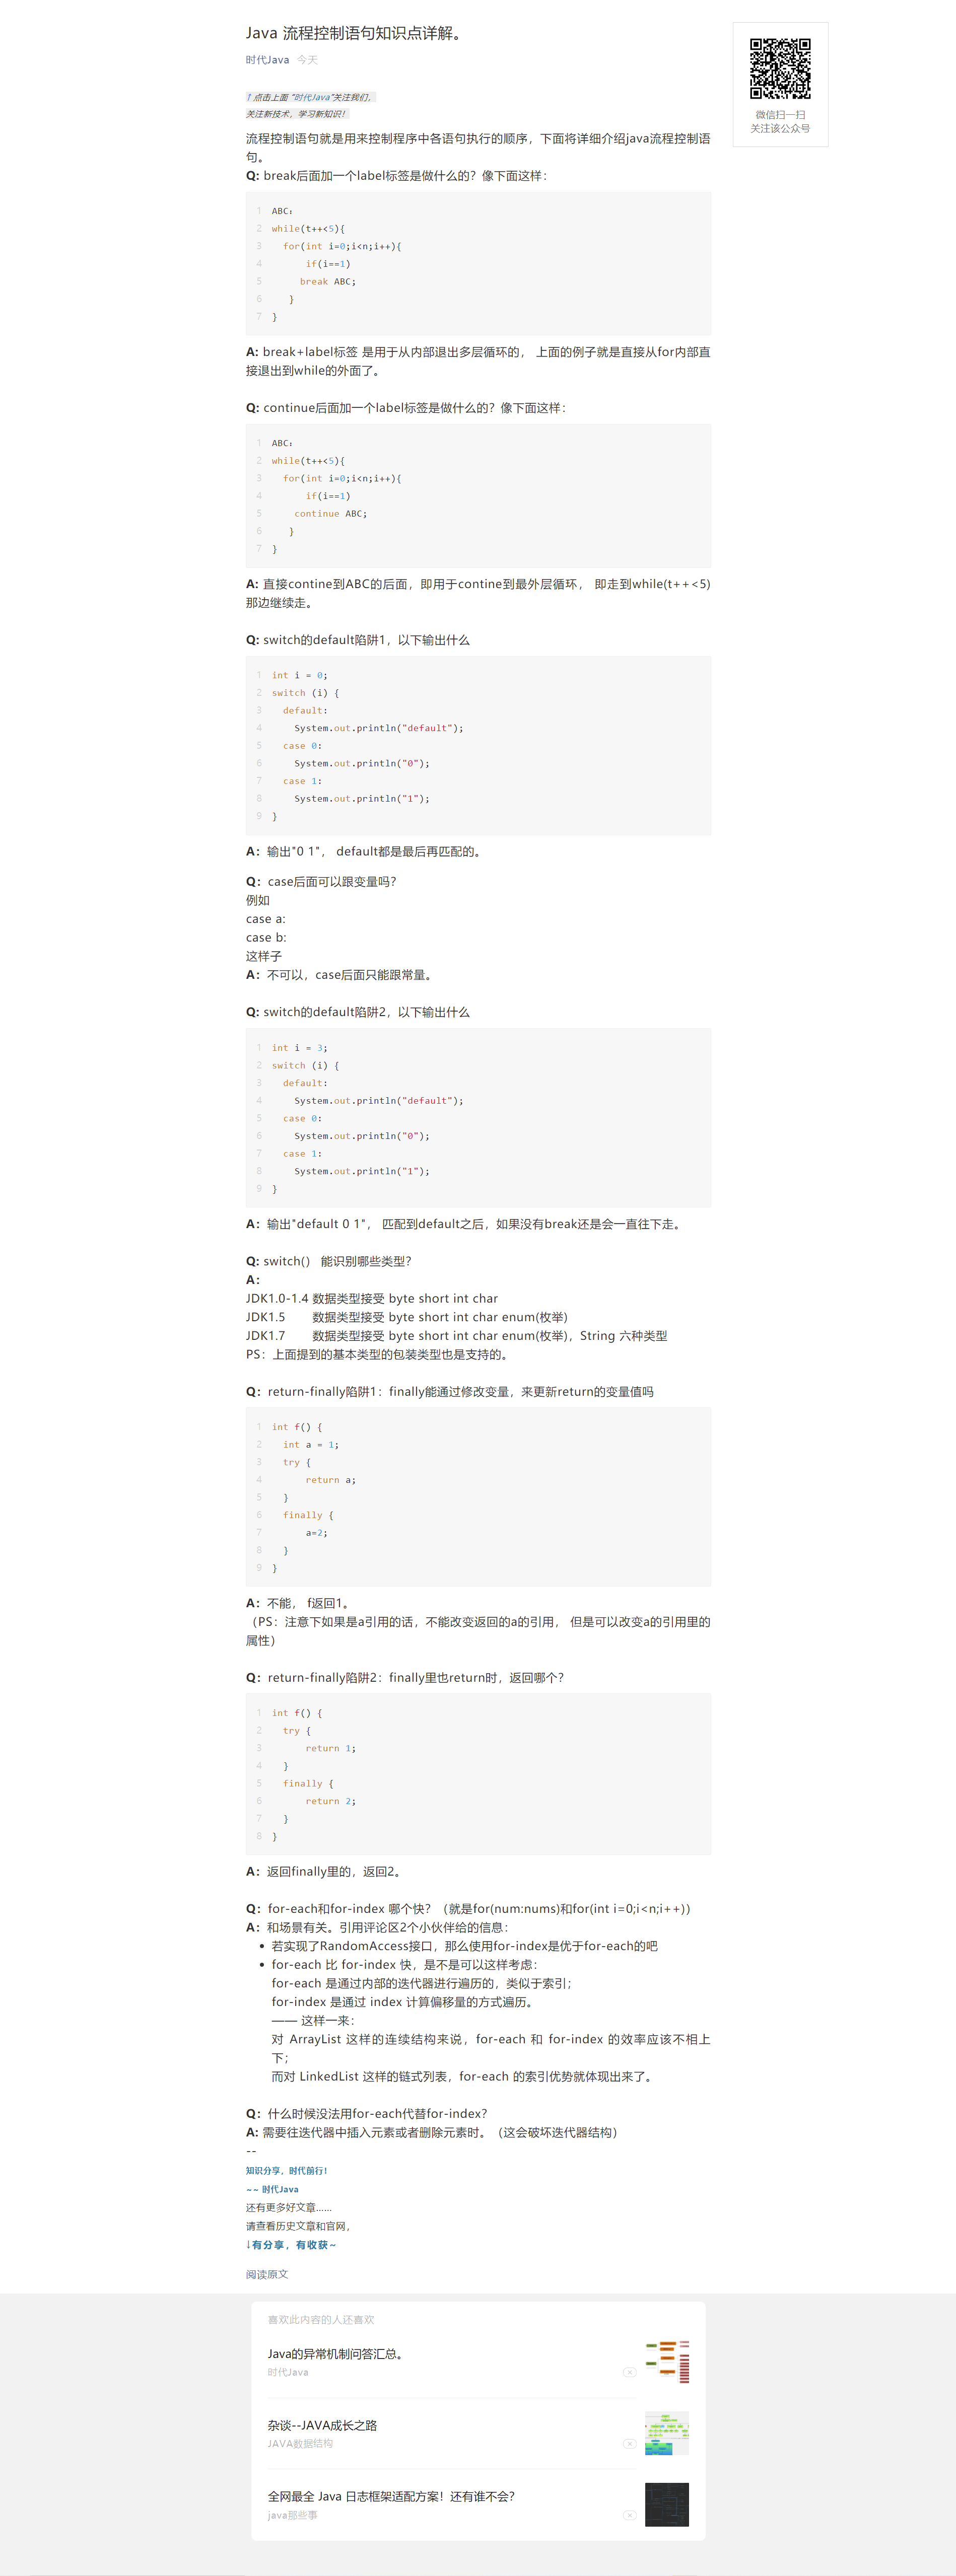 Java 流程控制语句知识点详解。
时代Java 今天
微信扫一扫
关注该公众号
↑ 点击上面 “时代Java”关注我们，
关注新技术，学习新知识！
流程控制语句就是用来控制程序中各语句执行的顺序，下面将详细介绍java流程控制语
句。
Q: break后面加一个label标签是做什么的？像下面这样：
1 ABC:
2 while(t++<5){
3 for(int i=0;i<n;i++){
4 if(i==1)
5 break ABC;
6 }
7 }
A: break+label标签 是用于从内部退出多层循环的， 上面的例子就是直接从for内部直
接退出到while的外面了。
Q: continue后面加一个label标签是做什么的？像下面这样：
1 ABC:
2 while(t++<5){
3 for(int i=0;i<n;i++){
4 if(i==1)
5 continue ABC;
6 }
7 }
A: 直接contine到ABC的后面，即用于contine到最外层循环， 即走到while(t++<5)
那边继续走。
Q: switch的default陷阱1，以下输出什么
1 int i = 0;
2 switch (i) {
3 default:
4 System.out.println("default");
5 case 0:
6 System.out.println("0");
7 case 1:
8 System.out.println("1");
9 }
A：输出"0 1"， default都是最后再匹配的。
Q：case后面可以跟变量吗？
例如
case a:
case b:
这样子
A：不可以，case后面只能跟常量。
Q: switch的default陷阱2，以下输出什么
1 int i = 3;
2 switch (i) {
3 default:
4 System.out.println("default");
5 case 0:
6 System.out.println("0");
7 case 1:
8 System.out.println("1");
9 }
A：输出"default 0 1"， 匹配到default之后，如果没有break还是会一直往下走。
Q: switch() 能识别哪些类型？
A：
JDK1.0-1.4 数据类型接受 byte short int char
JDK1.5 数据类型接受 byte short int char enum(枚举)
JDK1.7 数据类型接受 byte short int char enum(枚举)，String 六种类型
PS：上面提到的基本类型的包装类型也是支持的。
Q：return-finally陷阱1：finally能通过修改变量，来更新return的变量值吗
1 int f() {
2 int a = 1;
3 try {
4 return a;
5 }
6 finally {
7 a=2;
8 }
9 }
A：不能， f返回1。
（PS：注意下如果是a引用的话，不能改变返回的a的引用， 但是可以改变a的引用里的
属性）
Q：return-finally陷阱2：finally里也return时，返回哪个？
1 int f() {
2 try {
3 return 1;
4 }
5 finally {
6 return 2;
7 }
8 }
A：返回finally里的，返回2。
Q：for-each和for-index 哪个快？（就是for(num:nums)和for(int i=0;i<n;i++)）
A：和场景有关。引用评论区2个小伙伴给的信息：
• 若实现了RandomAccess接口，那么使用for-index是优于for-each的吧
• for-each 比 for-index 快，是不是可以这样考虑：
for-each 是通过内部的迭代器进行遍历的，类似于索引；
for-index 是通过 index 计算偏移量的方式遍历。
—— 这样一来：
对 ArrayList 这样的连续结构来说，for-each 和 for-index 的效率应该不相上
下；
而对 LinkedList 这样的链式列表，for-each 的索引优势就体现出来了。
Q：什么时候没法用for-each代替for-index？
A: 需要往迭代器中插入元素或者删除元素时。（这会破坏迭代器结构）
--
知识分享，时代前行！
~~ 时代Java
还有更多好文章……
请查看历史文章和官网，
↓有分享，有收获~
阅读原文
喜欢此内容的人还喜欢
Java的异常机制问答汇总。
时代Java
杂谈--JAVA成长之路
JAVA数据结构
全网最全 Java 日志框架适配方案！还有谁不会？
java那些事